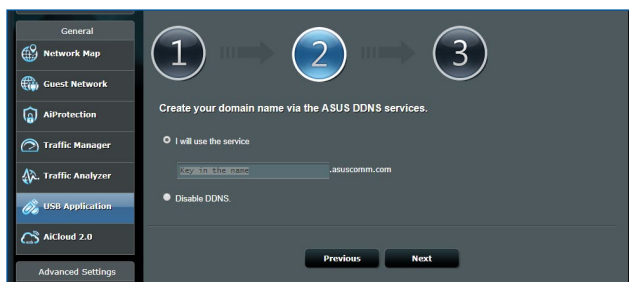 General
Network Map
Guest Network
AiProtection
Traffic Manager
Traffic Analyzer
USB Application
AiCloud 2.0
Advanced Settings
1
2
3
Create your domain name via the ASUS DDNS services.
I will use the service
Key in the name .asuscomm.com
Disable DDNS.
Previous Next